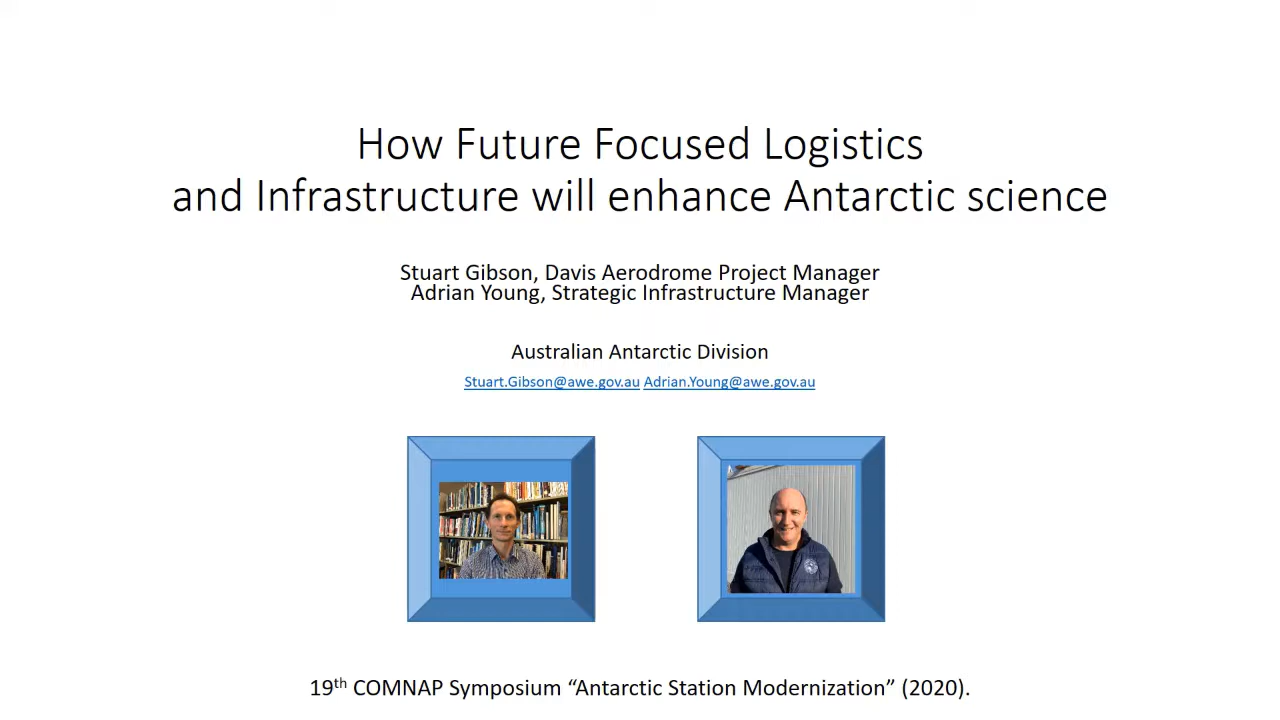 How Future Focused Logistics
and Infrastructure will enhance Antarctic science
Stuart Gibson, Davis Aerodrome Project Manager
Adrian Young, Strategic Infrastructure Manager
Australian Antarctic Division
Stuart.Gibson@awe.gov.au Adrian.Young@awe.gov.au
19th COMNAP Symposium “Antarctic Station Modernization” (2020).